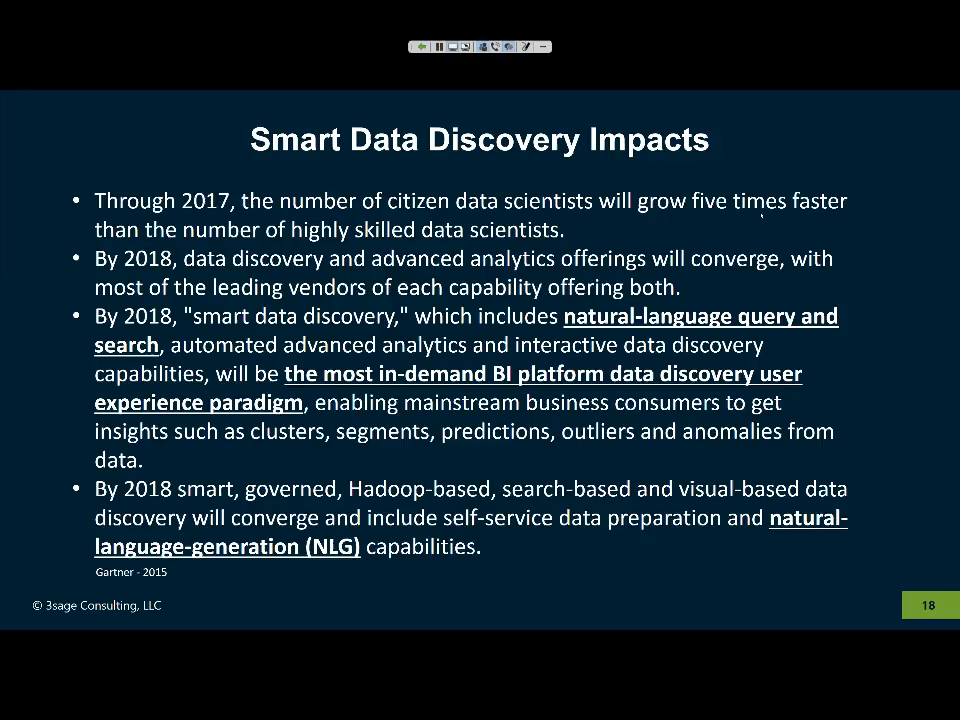 Smart Data Discovery Impacts
• Through 2017, the number of citizen data scientists will grow five times faster
than the number of highly skilled data scientists.
• By 2018, data discovery and advanced analytics offerings will converge, with
most of the leading vendors of each capability offering both.
• By 2018, "smart data discovery," which includes natural-language query and
search, automated advanced analytics and interactive data discovery
capabilities, will be the most in-demand BI platform data discovery user
experience paradigm, enabling mainstream business consumers to get
insights such as clusters, segments, predictions, outliers and anomalies from
data.
• By 2018 smart, governed, Hadoop-based, search-based and visual-based data
discovery will converge and include self-service data preparation and natural-
language-generation (NLG) capabilities.
Gartner - 2015
© 3sage Consulting, LLC
18